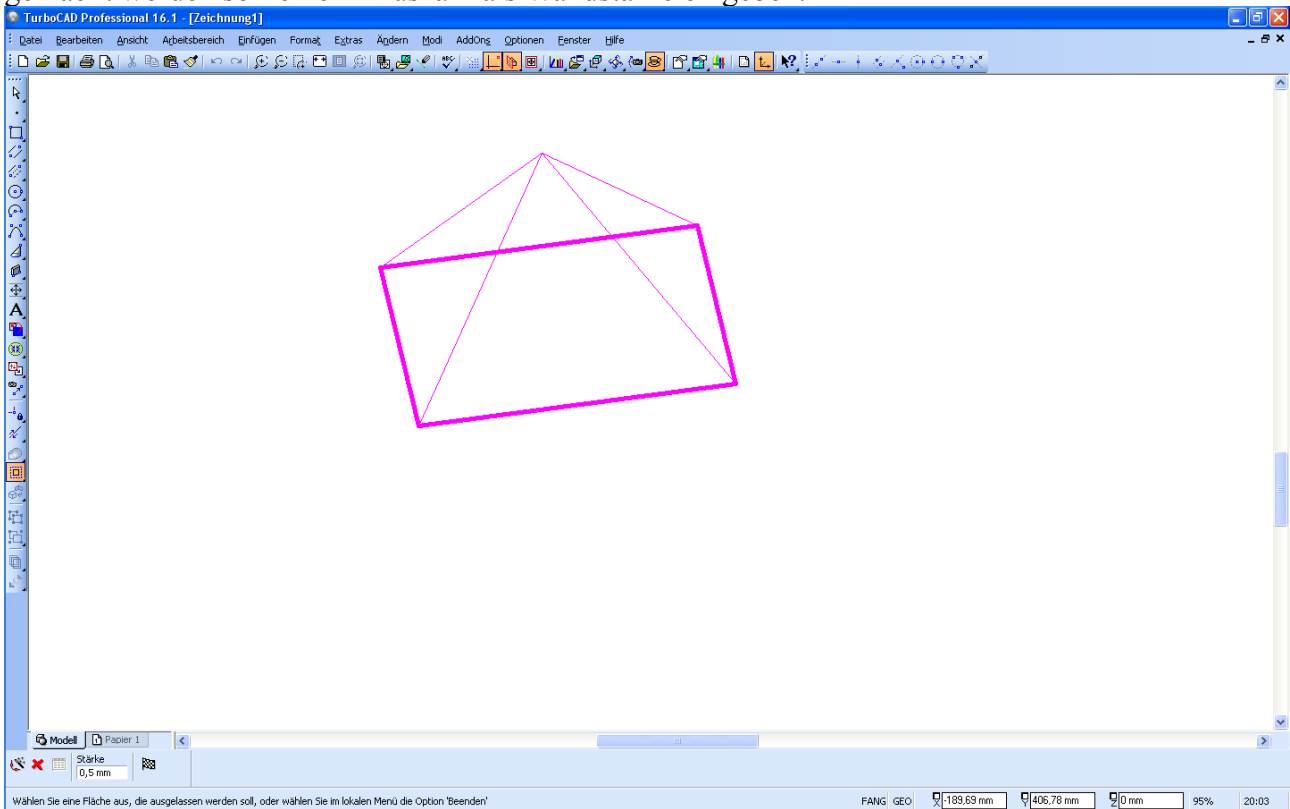 TurboCAD Professional 16.1 - [Zeichnung1]
Datei Bearbeiten Ansicht Arbeitsbereich Einfügen Format Extras Ändern Modi AddOns Optionen Fenster Hilfe
A
Modell Papier 1
Stärke
0,5 mm
Wählen Sie eine Fläche aus, die ausgelassen werden soll, oder wählen Sie im lokalen Menü die Option 'Beenden' FANG GEO X -189,69 mm Y 406,78 mm Z 0 mm 95% 20:03